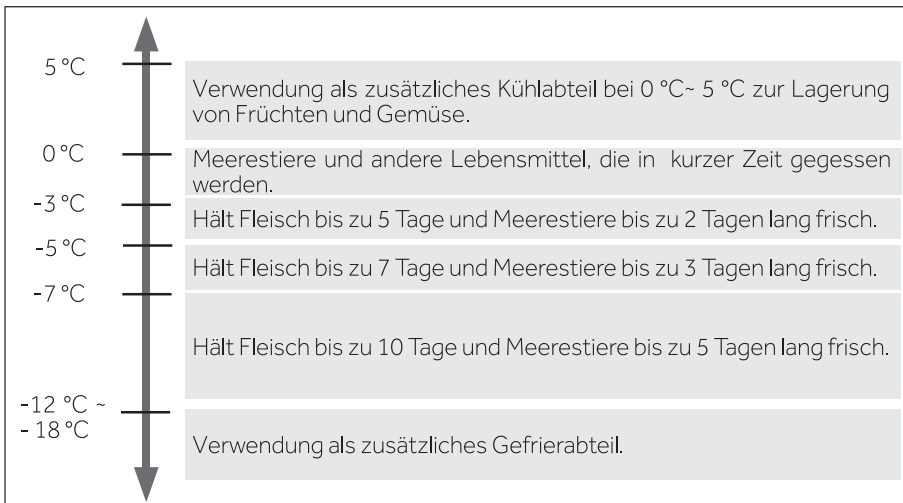 5 °C
Verwendung als zusätzliches Kühlabteil bei 0 °C~ 5 °C zur Lagerung
von Früchten und Gemüse.
0 °C
Meerestiere und andere Lebensmittel, die in kurzer Zeit gegessen
werden.
-3 °C
Hält Fleisch bis zu 5 Tage und Meerestiere bis zu 2 Tagen lang frisch.
-5 °C
Hält Fleisch bis zu 7 Tage und Meerestiere bis zu 3 Tagen lang frisch.
-7 °C
Hält Fleisch bis zu 10 Tage und Meerestiere bis zu 5 Tagen lang frisch.
-12 °C ~
- 18 °C
Verwendung als zusätzliches Gefrierabteil.